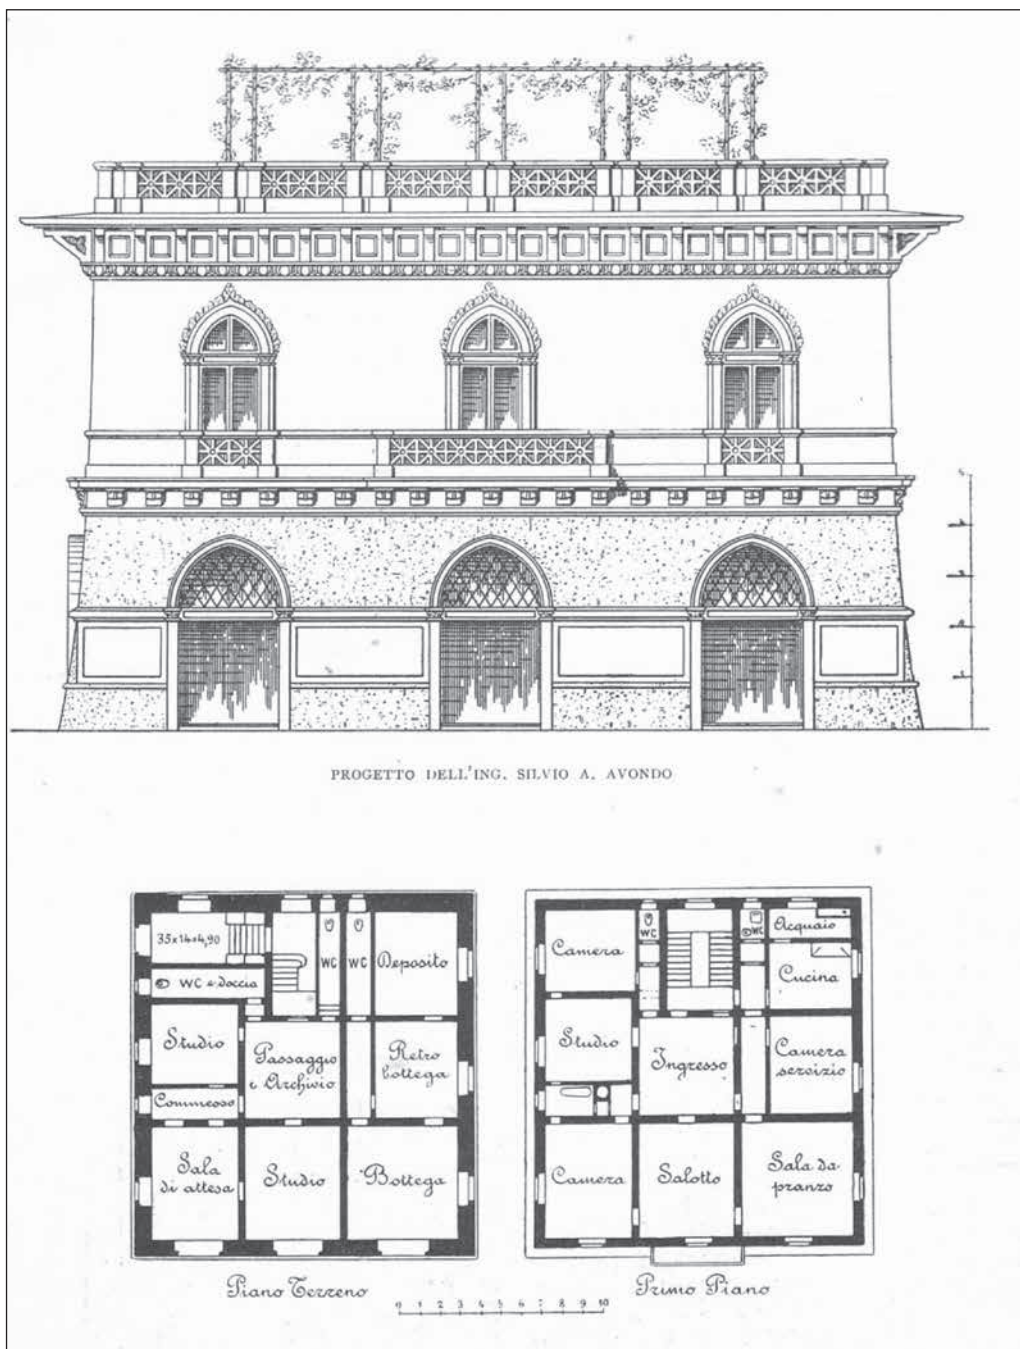 PROGETTO DELL'ING. SILVIO A. AVONDO
35x14=4,90
WC e doccia
WC
WC
Deposito
Studio
Passaggio
e Archivio
Retro
bottega
Commesso
Sala
di attesa
Studio
Bottega
Piano Terreno
Camera
WC
WC
Acquaio
Cucina
Studio
Ingresso
Camera
servizio
Camera
Salotto
Sala da
pranzo
Primo Piano
0 1 2 3 4 5 6 7 8 9 10